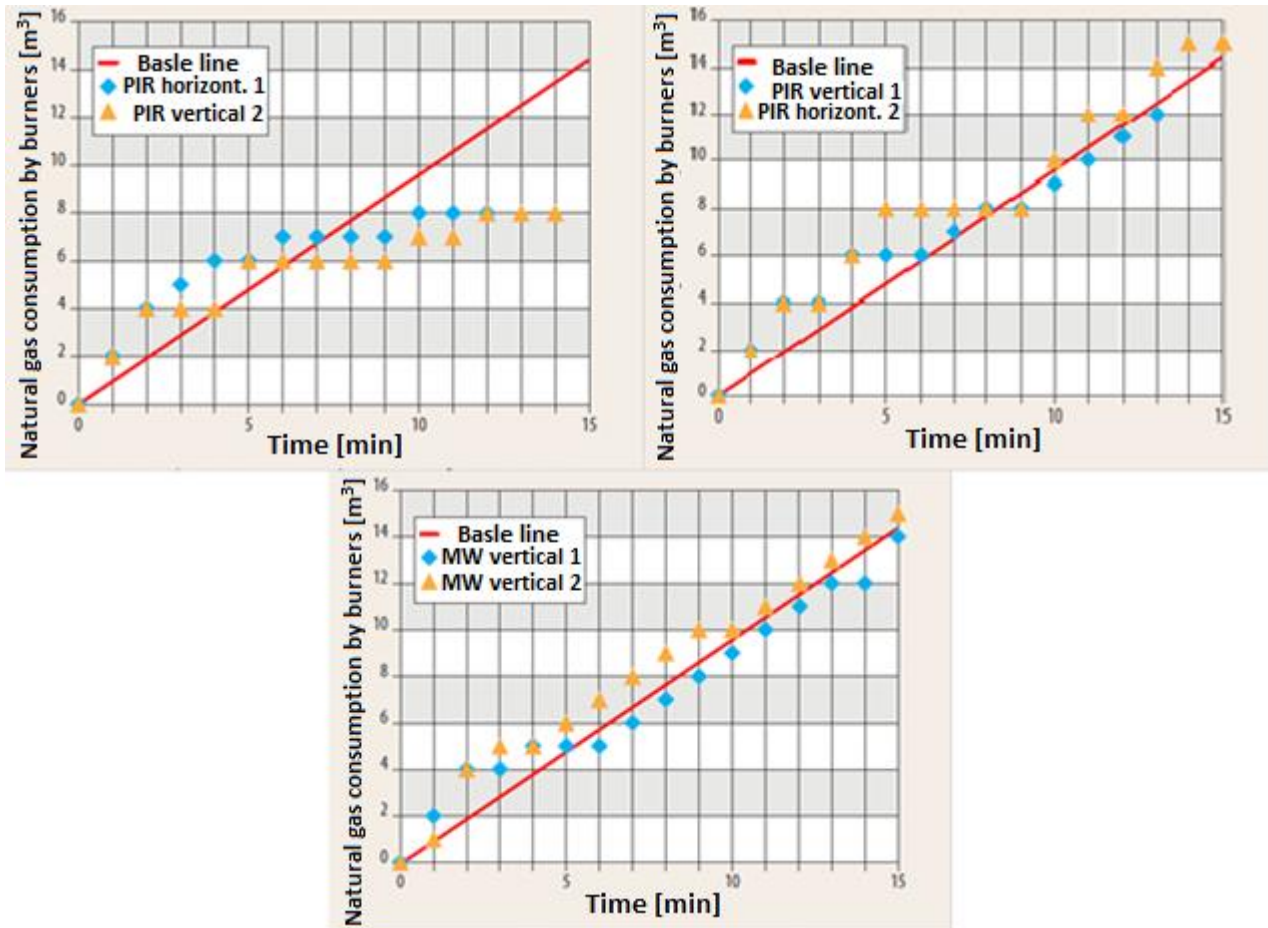 Natural gas consumption by burners [m³]
16
14
12
10
8
6
4
2
0
Basle line
PIR horizont. 1
PIR vertical 2
0
5
10
15
Time [min]
Natural gas consumption by burners [m³]
16
14
12
10
8
6
4
2
0
Basle line
PIR vertical 1
PIR horizont. 2
0
5
10
15
Time [min]
Natural gas consumption by burners [m³]
16
14
12
10
8
6
4
2
0
Basle line
MW vertical 1
MW vertical 2
0
5
10
15
Time [min]